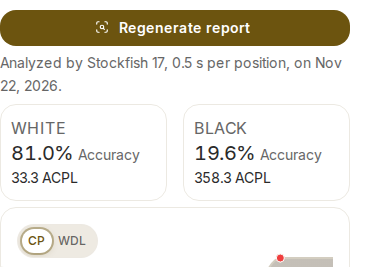 Regenerate report
Analyzed by Stockfish 17, 0.5 s per position, on Nov
22, 2026.
WHITE
81.0% Accuracy
33.3 ACPL
BLACK
19.6% Accuracy
358.3 ACPL
CP WDL